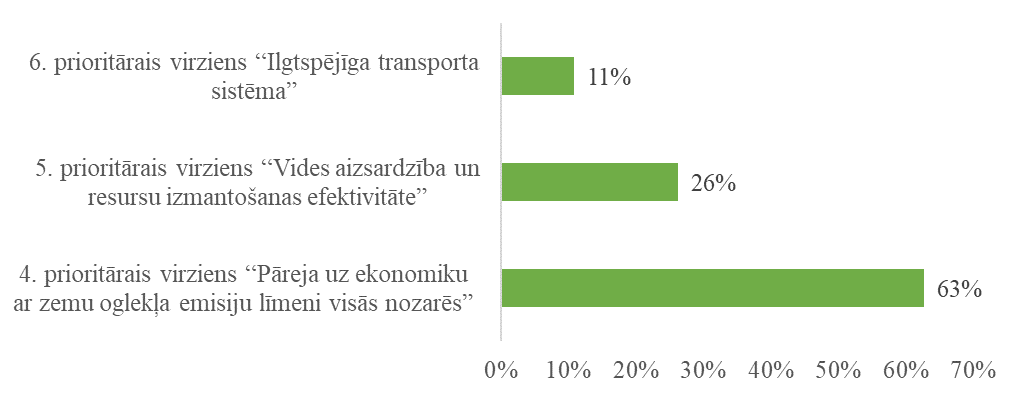 6. prioritārais virziens “Ilgtspējīga transporta
sistēma”
11%
5. prioritārais virziens “Vides aizsardzība un
resursu izmantošanas efektivitāte”
26%
4. prioritārais virziens “Pāreja uz ekonomiku
ar zemu oglekļa emisiju līmeni visās nozarēs”
63%
0% 10% 20% 30% 40% 50% 60% 70%